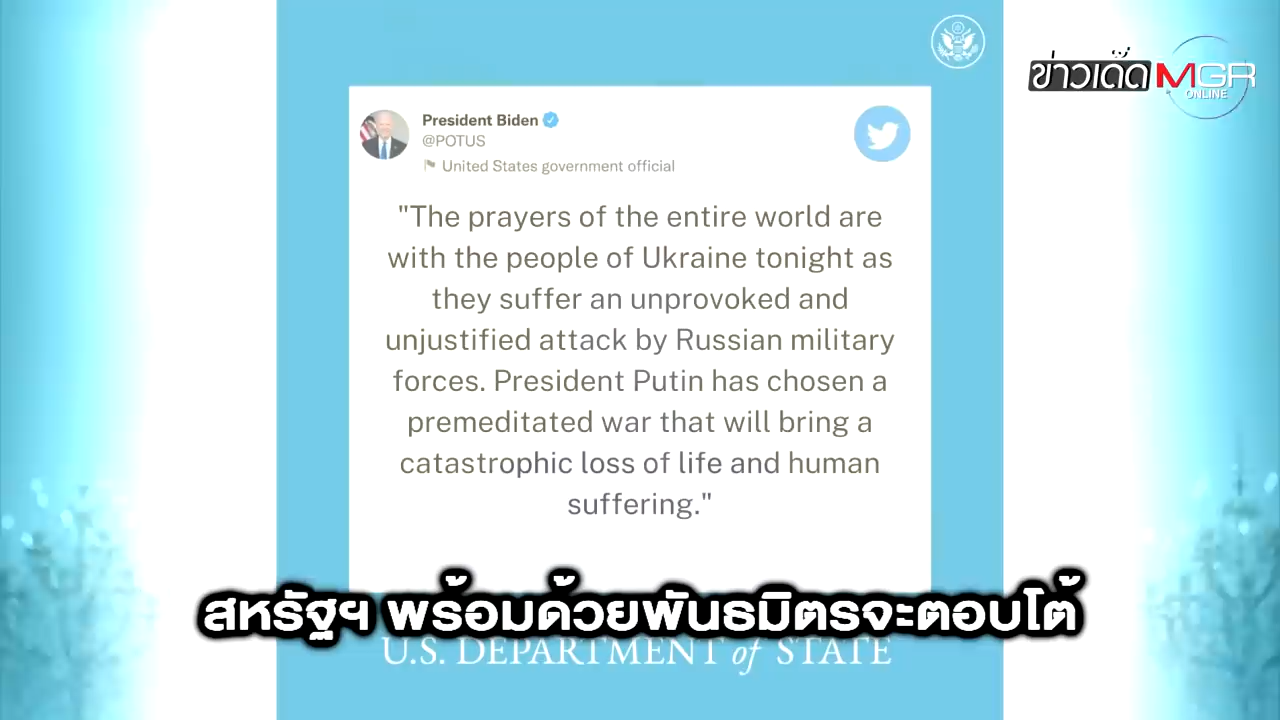 ข่าวเด็ด MGR
ONLINE
President Biden
@POTUS
United States government official
"The prayers of the entire world are
with the people of Ukraine tonight as
they suffer an unprovoked and
unjustified attack by Russian military
forces. President Putin has chosen a
premeditated war that will bring a
catastrophic loss of life and human
suffering."
สหรัฐฯ พร้อมด้วยพันธมิตรจะตอบโต้
U.S. DEPARTMENT of STATE